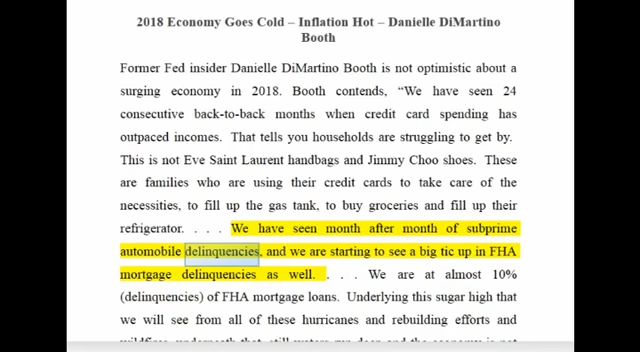 2018 Economy Goes Cold – Inflation Hot – Danielle DiMartino
Booth
Former Fed insider Danielle DiMartino Booth is not optimistic about a
surging economy in 2018. Booth contends, “We have seen 24
consecutive back-to-back months when credit card spending has
outpaced incomes. That tells you households are struggling to get by.
This is not Eve Saint Laurent handbags and Jimmy Choo shoes. These
are families who are using their credit cards to take care of the
necessities, to fill up the gas tank, to buy groceries and fill up their
refrigerator. . . . We have seen month after month of subprime
automobile delinquencies, and we are starting to see a big tic up in FHA
mortgage delinquencies as well. . . . We are at almost 10%
(delinquencies) of FHA mortgage loans. Underlying this sugar high that
we will see from all of these hurricanes and rebuilding efforts and